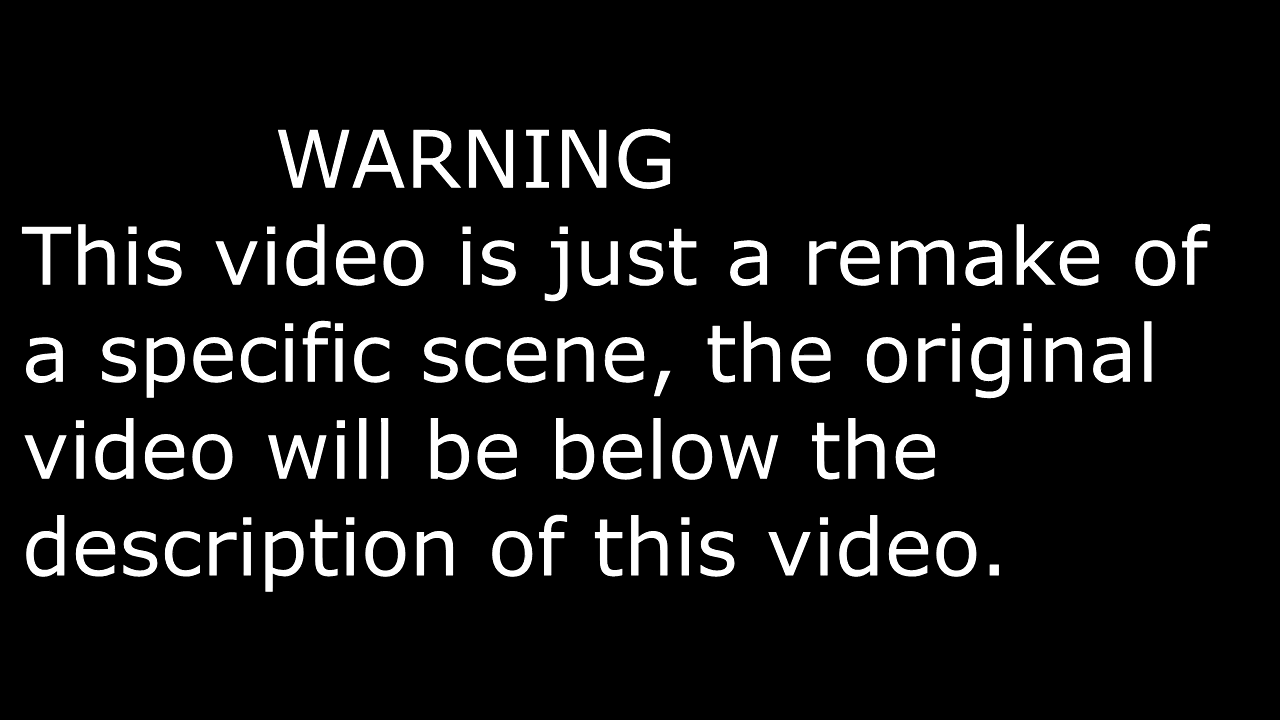 WARNING
This video is just a remake of
a specific scene, the original
video will be below the
description of this video.